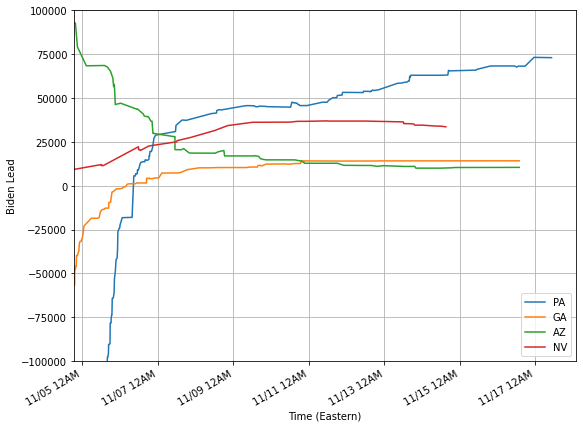 100000
75000
50000
25000
0
−25000
−50000
−75000
−100000
Biden Lead
11/05 12AM
11/07 12AM
11/09 12AM
11/11 12AM
11/13 12AM
11/15 12AM
11/17 12AM
Time (Eastern)
PA
GA
AZ
NV